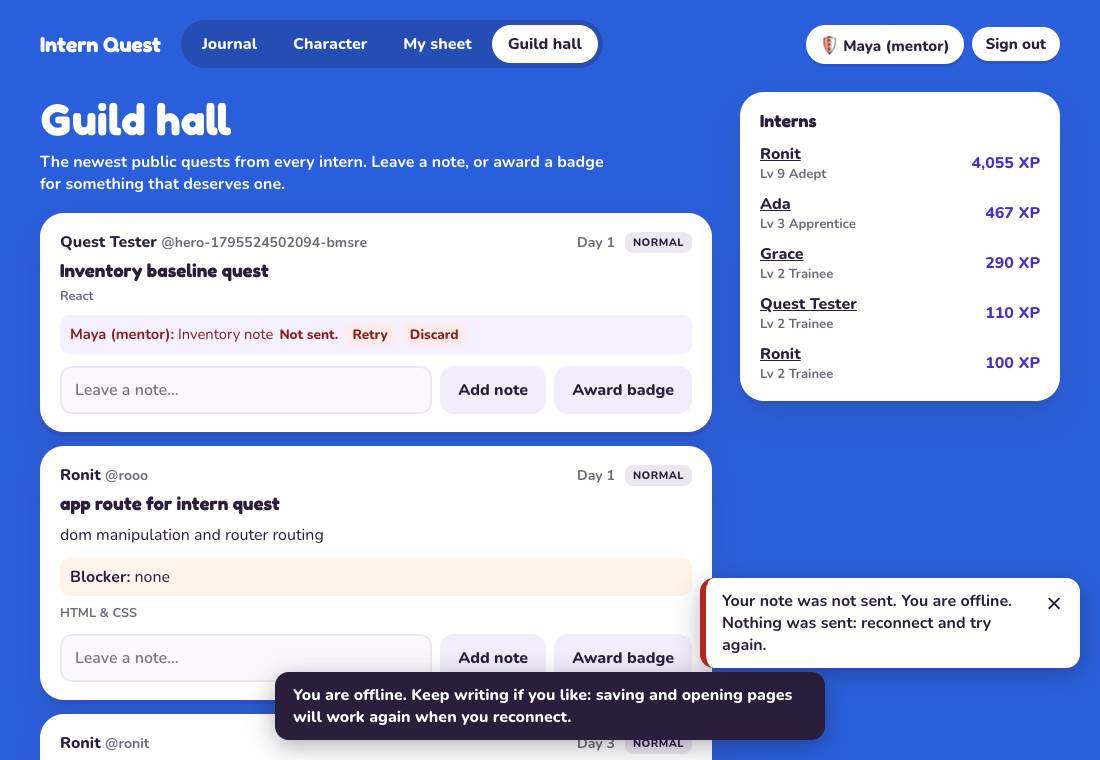 Intern Quest
Journal
Character
My sheet
Guild hall
Maya (mentor)
Sign out
Guild hall
The newest public quests from every intern. Leave a note, or award a badge
for something that deserves one.
Quest Tester @hero-1795524502094-bmsre
Day 1
NORMAL
Inventory baseline quest
React
Maya (mentor): Inventory note Not sent. Retry Discard
Leave a note...
Add note
Award badge
Ronit @rooo
Day 1
NORMAL
app route for intern quest
dom manipulation and router routing
Blocker: none
HTML & CSS
Leave a note...
Add note
Award badge
Ronit @ronit
Day 3
NORMAL
Interns
Ronit
Lv 9 Adept
4,055 XP
Ada
Lv 3 Apprentice
467 XP
Grace
Lv 2 Trainee
290 XP
Quest Tester
Lv 2 Trainee
110 XP
Ronit
Lv 2 Trainee
100 XP
Your note was not sent. You are offline.
Nothing was sent: reconnect and try
again.
You are offline. Keep writing if you like: saving and opening pages
will work again when you reconnect.